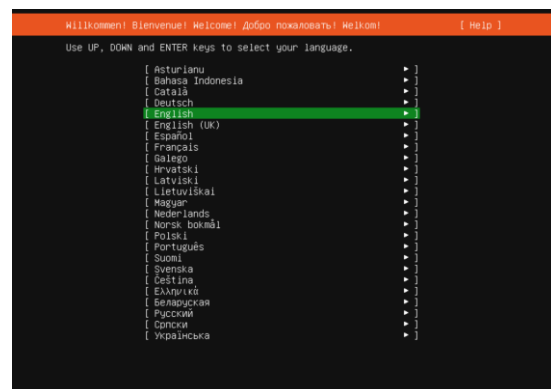 Willkommen! Bienvenue! Welcome! Добро пожаловать! Welkom! [ Help ]
Use UP, DOWN and ENTER keys to select your language.
[ Asturianu ► ]
[ Bahasa Indonesia ► ]
[ Català ► ]
[ Deutsch ► ]
[ English ► ]
[ English (UK) ► ]
[ Español ► ]
[ Français ► ]
[ Galego ► ]
[ Hrvatski ► ]
[ Latviski ► ]
[ Lietuviškai ► ]
[ Magyar ► ]
[ Nederlands ► ]
[ Norsk bokmål ► ]
[ Polski ► ]
[ Português ► ]
[ Suomi ► ]
[ Svenska ► ]
[ Čeština ► ]
[ Ελληνικά ► ]
[ Беларуская ► ]
[ Русский ► ]
[ Српски ► ]
[ Українська ► ]